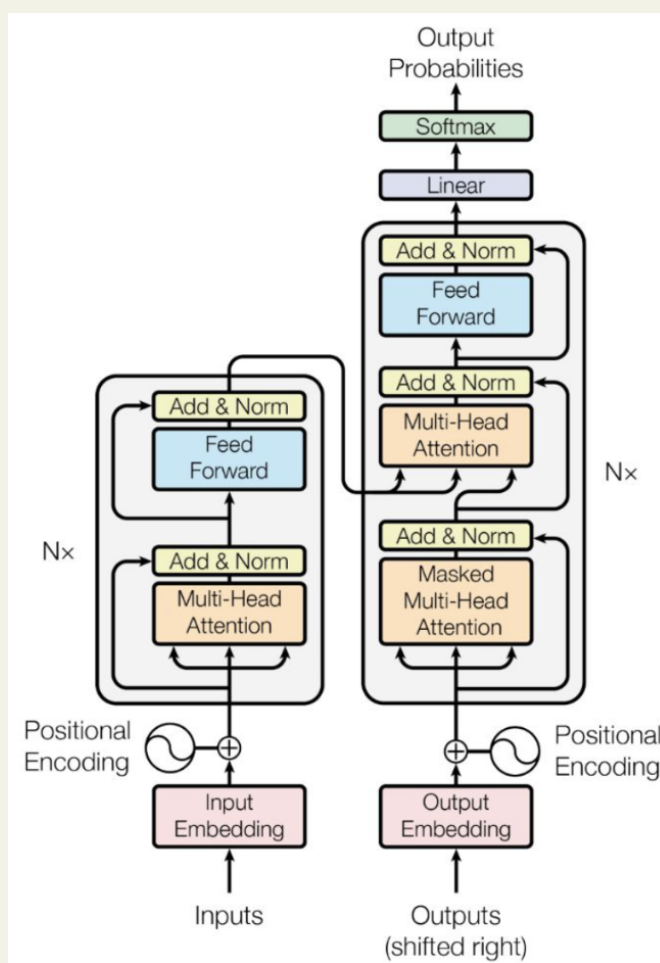 Output
Probabilities
Softmax
Linear
Add & Norm
Feed
Forward
Add & Norm
Multi-Head
Attention
Nx
Add & Norm
Masked
Multi-Head
Attention
Add & Norm
Feed
Forward
Nx
Add & Norm
Multi-Head
Attention
Positional
Encoding
Positional
Encoding
Input
Embedding
Output
Embedding
Inputs
Outputs
(shifted right)